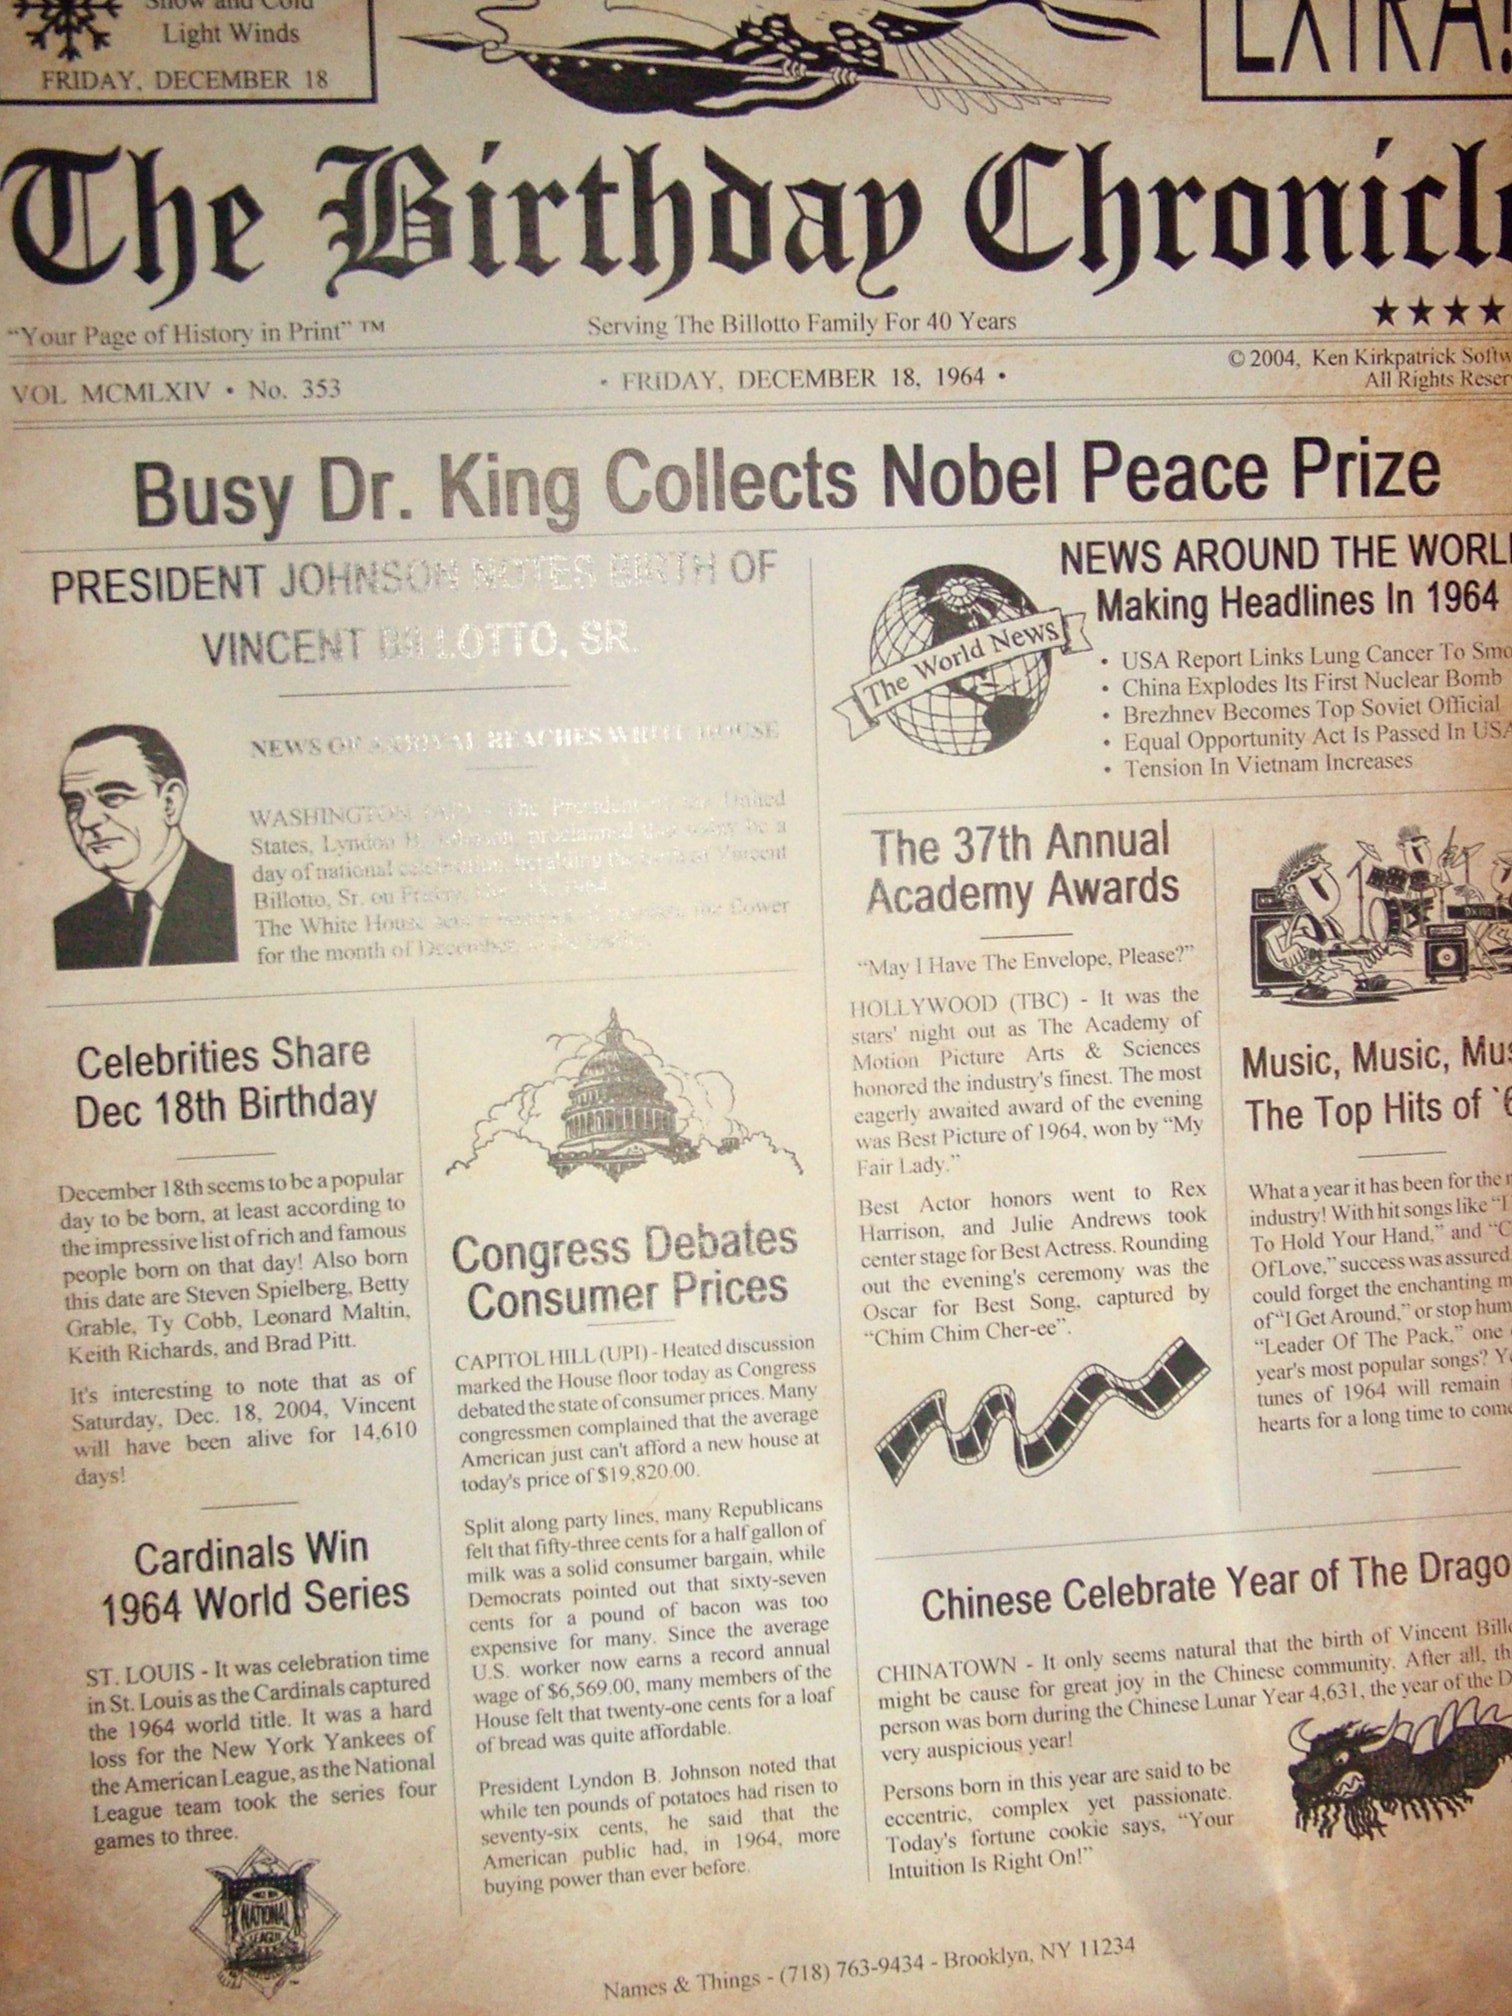 Snow and Cold
Light Winds
FRIDAY, DECEMBER 18
EXTRA!
The Birthday Chronicle
"Your Page of History in Print" ™
Serving The Billotto Family For 40 Years
★★★★
VOL MCMLXIV • No. 353
• FRIDAY, DECEMBER 18, 1964 •
© 2004, Ken Kirkpatrick Softw
All Rights Reser
Busy Dr. King Collects Nobel Peace Prize
PRESIDENT JOHNSON NOTES BIRTH OF
VINCENT BILLOTTO, SR.
NEWS OF ARRIVAL REACHES WHITE HOUSE
WASHINGTON - The President of the United
States, Lyndon B. Johnson, proclaimed that today be a
day of national celebration, heralding the birth of Vincent
Billotto, Sr. on Friday, Dec. 18, 1964.
The White House flower
for the month of December,
Celebrities Share
Dec 18th Birthday
December 18th seems to be a popular
day to be born, at least according to
the impressive list of rich and famous
people born on that day! Also born
this date are Steven Spielberg, Betty
Grable, Ty Cobb, Leonard Maltin,
Keith Richards, and Brad Pitt.
It's interesting to note that as of
Saturday, Dec. 18, 2004, Vincent
will have been alive for 14,610
days!
Cardinals Win
1964 World Series
ST. LOUIS - It was celebration time
in St. Louis as the Cardinals captured
the 1964 world title. It was a hard
loss for the New York Yankees of
the American League, as the National
League team took the series four
games to three.
NATIONAL
LEAGUE
Congress Debates
Consumer Prices
CAPITOL HILL (UPI) - Heated discussion
marked the House floor today as Congress
debated the state of consumer prices. Many
congressmen complained that the average
American just can't afford a new house at
today's price of $19,820.00.
Split along party lines, many Republicans
felt that fifty-three cents for a half gallon of
milk was a solid consumer bargain, while
Democrats pointed out that sixty-seven
cents for a pound of bacon was too
expensive for many. Since the average
U.S. worker now earns a record annual
wage of $6,569.00, many members of the
House felt that twenty-one cents for a loaf
of bread was quite affordable.
President Lyndon B. Johnson noted that
while ten pounds of potatoes had risen to
seventy-six cents, he said that the
American public had, in 1964, more
buying power than ever before.
The World News
NEWS AROUND THE WORL
Making Headlines In 1964
• USA Report Links Lung Cancer To Smo
• China Explodes Its First Nuclear Bomb
• Brezhnev Becomes Top Soviet Official
• Equal Opportunity Act Is Passed In USA
• Tension In Vietnam Increases
The 37th Annual
Academy Awards
"May I Have The Envelope, Please?"
HOLLYWOOD (TBC) - It was the
stars' night out as The Academy of
Motion Picture Arts & Sciences
honored the industry's finest. The most
eagerly awaited award of the evening
was Best Picture of 1964, won by "My
Fair Lady."
Best Actor honors went to Rex
Harrison, and Julie Andrews took
center stage for Best Actress. Rounding
out the evening's ceremony was the
Oscar for Best Song, captured by
"Chim Chim Cher-ee".
Music, Music, Mus
The Top Hits of `6
What a year it has been for the
industry! With hit songs like "I
To Hold Your Hand," and "C
Of Love," success was assured.
could forget the enchanting m
of "I Get Around," or stop hum
"Leader Of The Pack," one
year's most popular songs? Y
tunes of 1964 will remain
hearts for a long time to come
Chinese Celebrate Year of The Drago
CHINATOWN - It only seems natural that the birth of Vincent Bill
might be cause for great joy in the Chinese community. After all, th
person was born during the Chinese Lunar Year 4,631, the year of the D
very auspicious year!
Persons born in this year are said to be
eccentric, complex yet passionate.
Today's fortune cookie says, "Your
Intuition Is Right On!"
Names & Things - (718) 763-9434 - Brooklyn, NY 11234